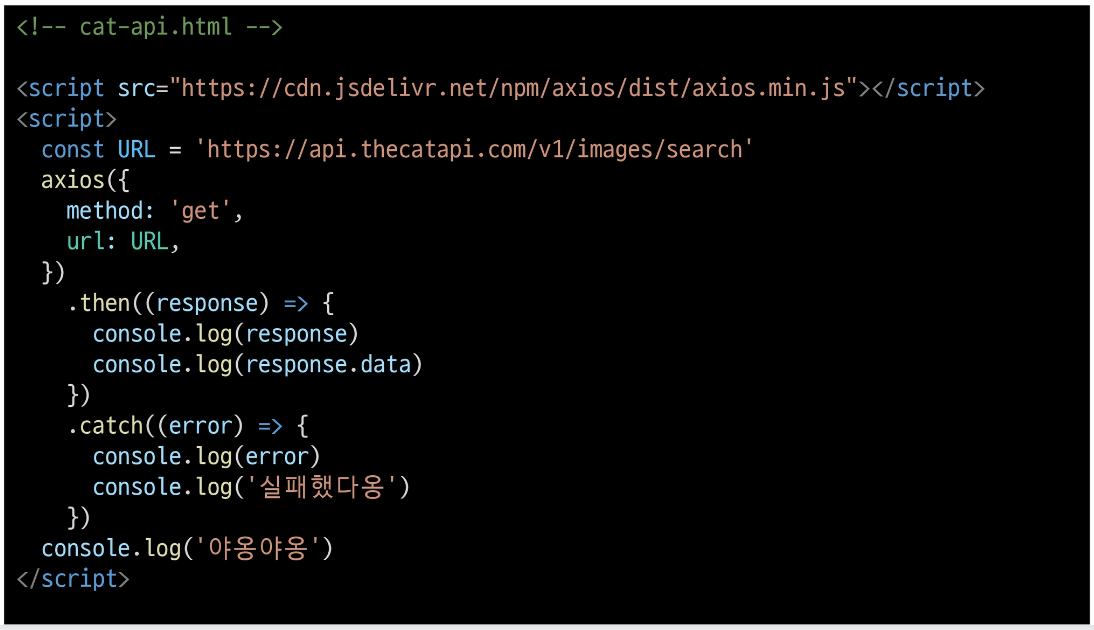 <!-- cat-api.html -->
<script src="https://cdn.jsdelivr.net/npm/axios/dist/axios.min.js"></script>
<script>
  const URL = 'https://api.thecatapi.com/v1/images/search'
  axios({
    method: 'get',
    url: URL,
  })
    .then((response) => {
      console.log(response)
      console.log(response.data)
    })
    .catch((error) => {
      console.log(error)
      console.log('실패했다옹')
    })
  console.log('야옹야옹')
</script>